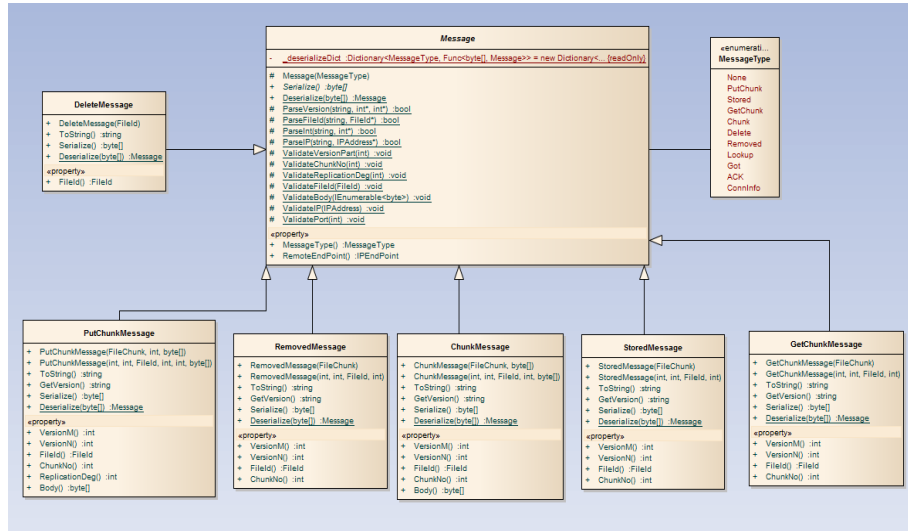 Message
- _deserializeDict :Dictionary<MessageType, Func<byte[], Message>> = new Dictionary<... {readOnly}
# Message(MessageType)
+ Serialize() :byte[]
+ Deserialize(byte[]) :Message
# ParseVersion(string, int*, int*) :bool
# ParseFileId(string, FileId*) :bool
# ParseInt(string, int*) :bool
# ParseIP(string, IPAddress*) :bool
# ValidateVersionPart(int) :void
# ValidateChunkNo(int) :void
# ValidateReplicationDeg(int) :void
# ValidateFileId(FileId) :void
# ValidateBody(IEnumerable<byte>) :void
# ValidateIP(IPAddress) :void
# ValidatePort(int) :void
«property»
+ MessageType() :MessageType
+ RemoteEndPoint() :IPEndPoint
«enumerati...
MessageType
None
PutChunk
Stored
GetChunk
Chunk
Delete
Removed
Lookup
Got
ACK
ConnInfo
DeleteMessage
+ DeleteMessage(FileId)
+ ToString() :string
+ Serialize() :byte[]
+ Deserialize(byte[]) :Message
«property»
+ FileId() :FileId
PutChunkMessage
+ PutChunkMessage(FileChunk, int, byte[])
+ PutChunkMessage(int, int, FileId, int, int, byte[])
+ ToString() :string
+ GetVersion() :string
+ Serialize() :byte[]
+ Deserialize(byte[]) :Message
«property»
+ VersionM() :int
+ VersionN() :int
+ FileId() :FileId
+ ChunkNo() :int
+ ReplicationDeg() :int
+ Body() :byte[]
RemovedMessage
+ RemovedMessage(FileChunk)
+ RemovedMessage(int, int, FileId, int)
+ ToString() :string
+ GetVersion() :string
+ Serialize() :byte[]
+ Deserialize(byte[]) :Message
«property»
+ VersionM() :int
+ VersionN() :int
+ FileId() :FileId
+ ChunkNo() :int
ChunkMessage
+ ChunkMessage(FileChunk, byte[])
+ ChunkMessage(int, int, FileId, int, byte[])
+ ToString() :string
+ GetVersion() :string
+ Serialize() :byte[]
+ Deserialize(byte[]) :Message
«property»
+ VersionM() :int
+ VersionN() :int
+ FileId() :FileId
+ ChunkNo() :int
+ Body() :byte[]
StoredMessage
+ StoredMessage(FileChunk)
+ StoredMessage(int, int, FileId, int)
+ ToString() :string
+ GetVersion() :string
+ Serialize() :byte[]
+ Deserialize(byte[]) :Message
«property»
+ VersionM() :int
+ VersionN() :int
+ FileId() :FileId
+ ChunkNo() :int
GetChunkMessage
+ GetChunkMessage(FileChunk)
+ GetChunkMessage(int, int, FileId, int)
+ ToString() :string
+ GetVersion() :string
+ Serialize() :byte[]
+ Deserialize(byte[]) :Message
«property»
+ VersionM() :int
+ VersionN() :int
+ FileId() :FileId
+ ChunkNo() :int